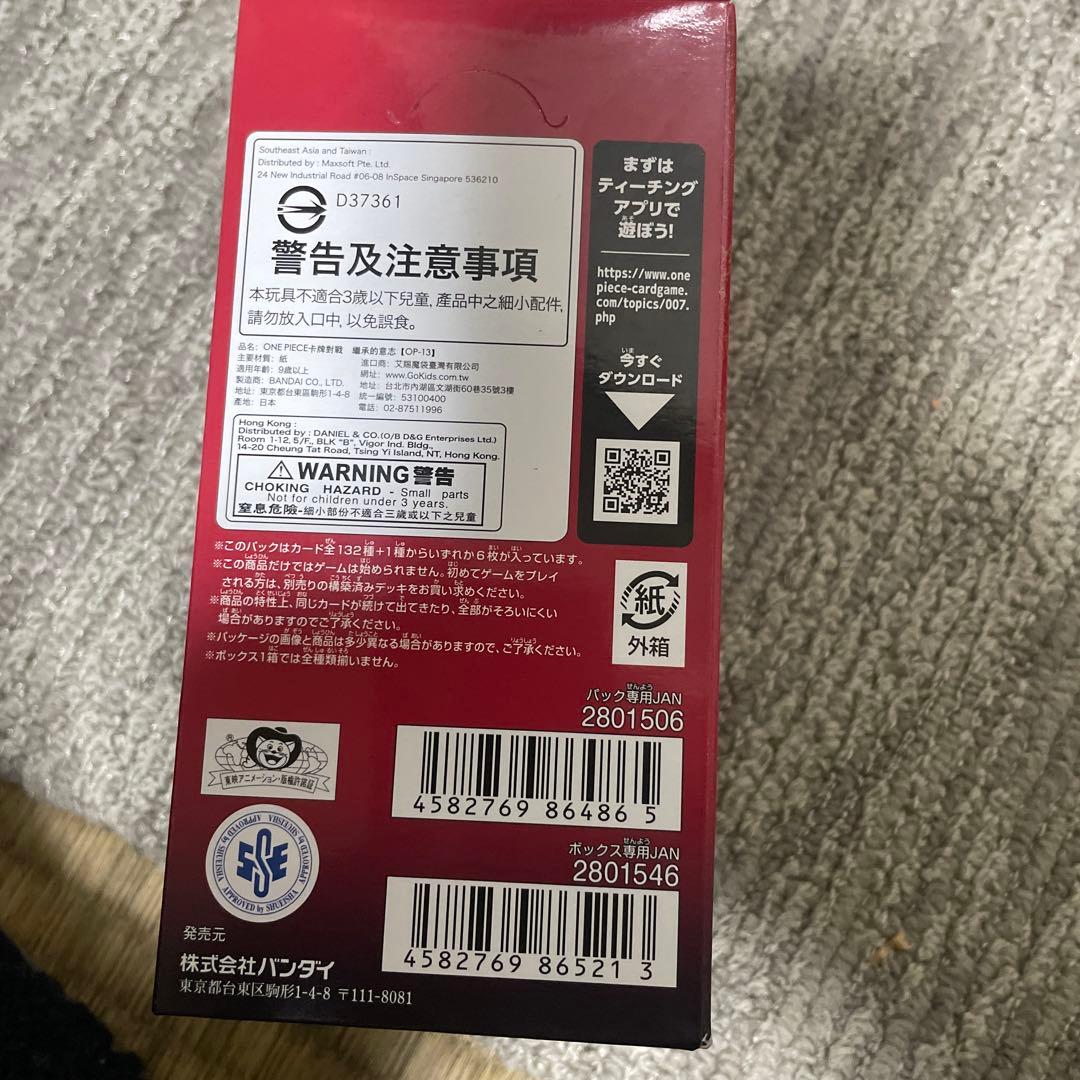 Southeast Asia and Taiwan :
Distributed by : Maxsoft Pte. Ltd.
24 New Industrial Road #06-08 InSpace Singapore 536210
D37361
警告及注意事項
本玩具不適合3歲以下兒童, 產品中之細小配件,
請勿放入口中, 以免誤食。
品名: ONE PIECE卡牌對戰 繼承的意志【OP-13】
主要材質: 紙
適用年齡: 9歲以上
製造商: BANDAI CO., LTD.
地址: 東京都台東區駒形1-4-8
產地: 日本
進口商: 艾賜魔袋臺灣有限公司
網址: www.GoKids.com.tw
地址: 台北市內湖區文湖街60巷35號3樓
統一編號: 53100400
電話: 02-87511996
Hong Kong :
Distributed by : DANIEL & CO.(O/B D&G Enterprises Ltd.)
Room 1-12, 5/F., BLK "B", Vigor Ind. Bldg.,
14-20 Cheung Tat Road, Tsing Yi Island, NT, Hong Kong.
WARNING 警告
CHOKING HAZARD - Small parts
Not for children under 3 years.
窒息危險-細小部份不適合三歲或以下之兒童
まずは
ティーチング
アプリで
遊ぼう!
https://www.one
piece-cardgame.
com/topics/007.
php
今すぐ
ダウンロード
※このパックはカード全132種+1種からいずれか6枚が入っています。
※この商品だけではゲームは始められません。初めてゲームをプレイ
される方は、別売りの構築済みデッキをお買い求めください。
※商品の特性上、同じカードが続けて出てきたり、全部がそろいにくい
場合がありますのでご了承ください。
※パッケージの画像と商品は多少異なる場合がありますので、ご了承ください。
※ボックス1箱では全種類揃いません。
紙
外箱
パック専用JAN
2801506
4582769 86486 5
ボックス専用JAN
2801546
4582769 86521 3
東映アニメーション・版権許諾証
APPROVED by SHUEISHA
APPROVED by SHUEISHA
SSE
発売元
株式会社バンダイ
東京都台東区駒形1-4-8 〒111-8081